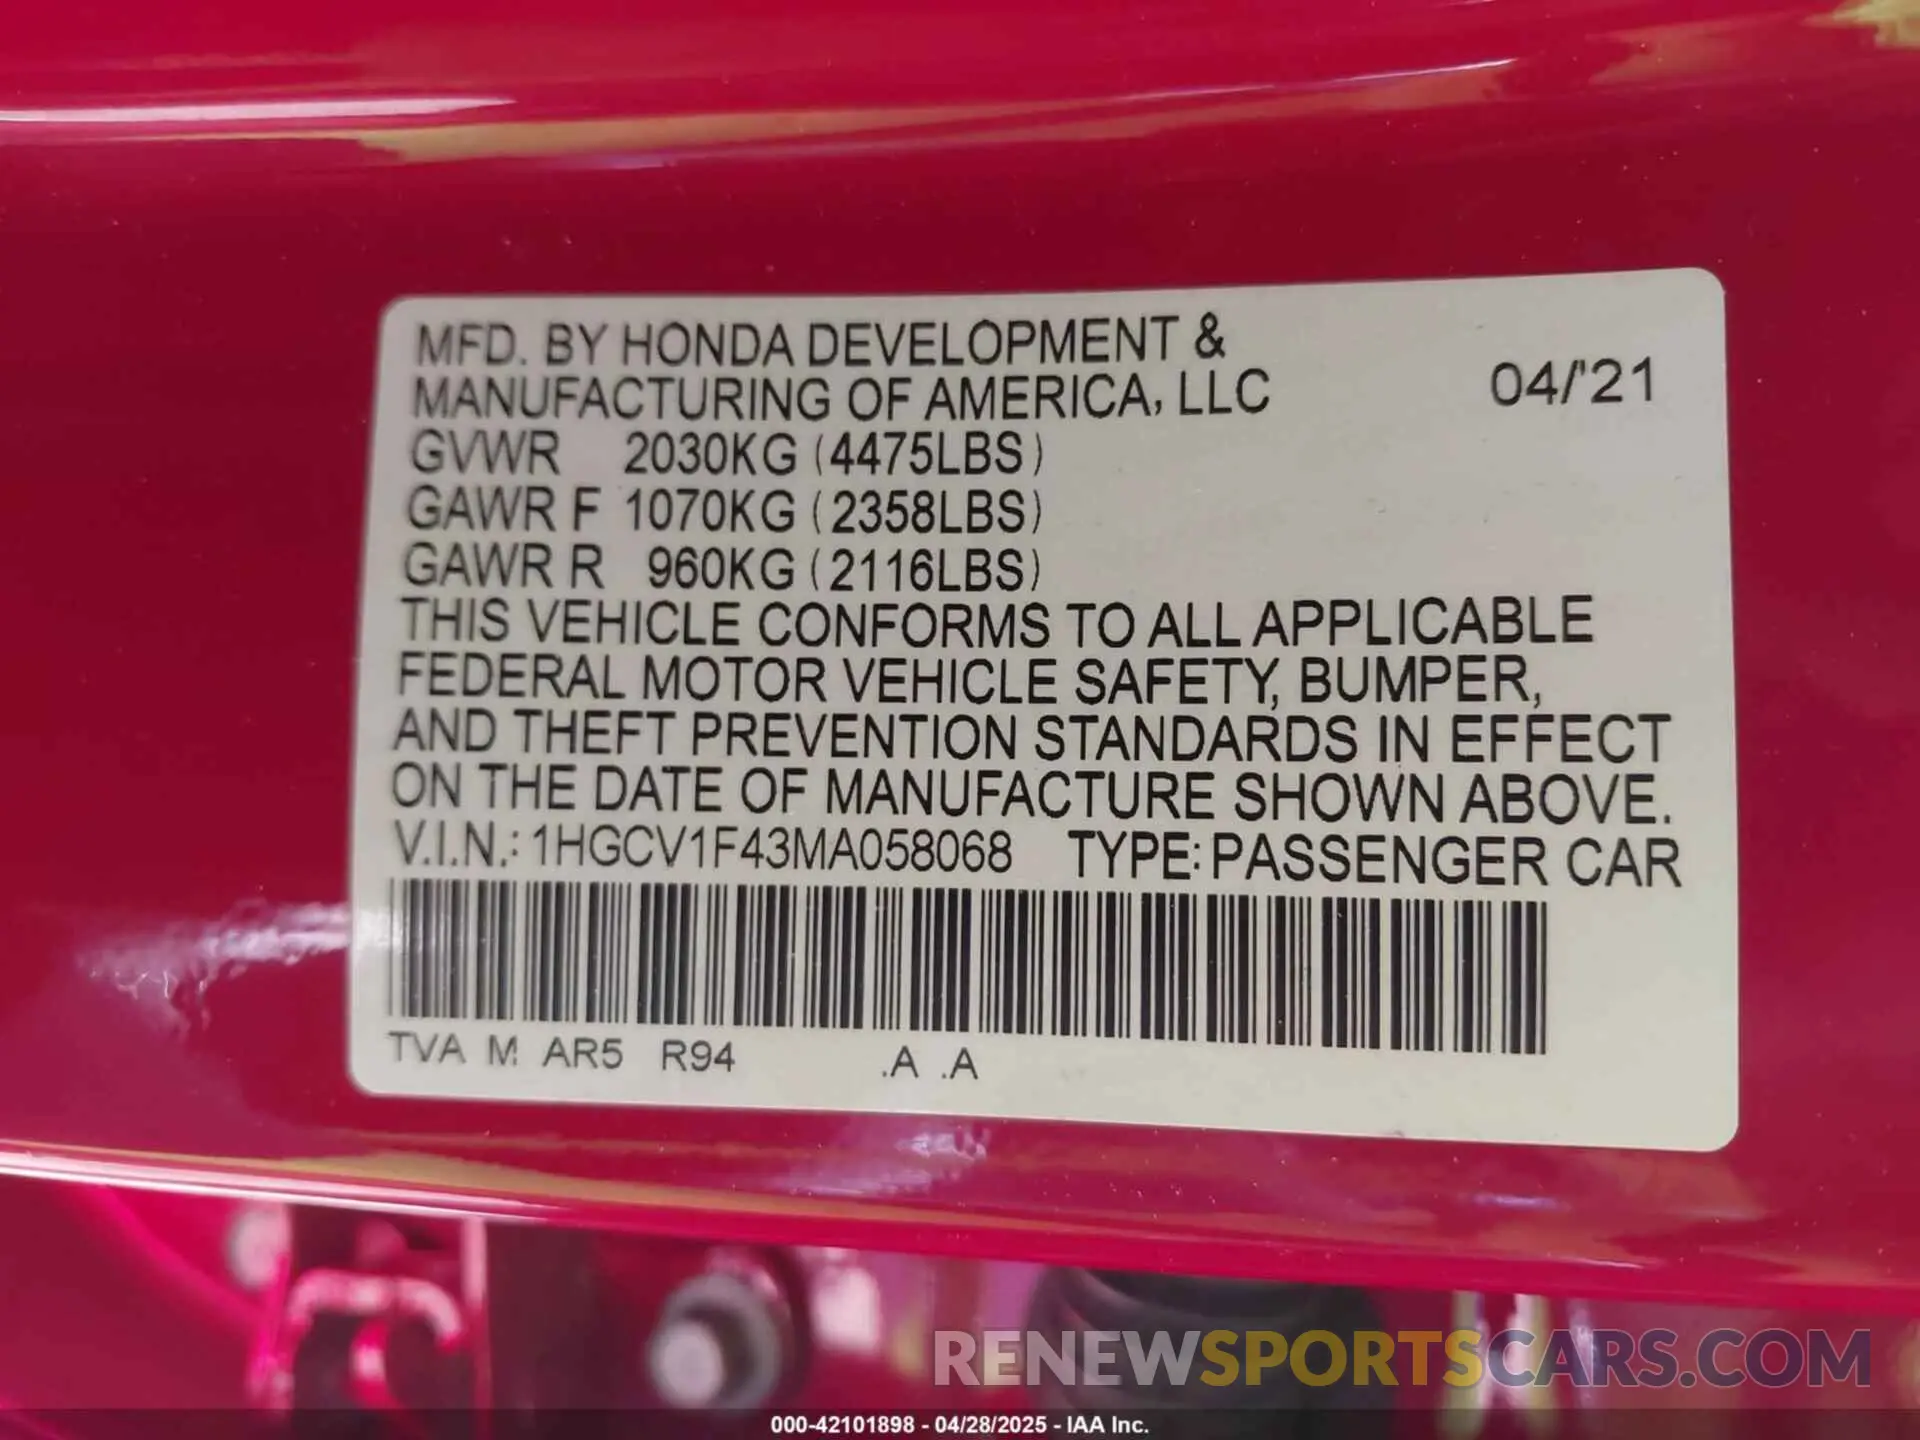 MFD. BY HONDA DEVELOPMENT &
MANUFACTURING OF AMERICA, LLC 04/'21
GVWR 2030KG (4475LBS)
GAWR F 1070KG (2358LBS)
GAWR R 960KG (2116LBS)
THIS VEHICLE CONFORMS TO ALL APPLICABLE
FEDERAL MOTOR VEHICLE SAFETY, BUMPER,
AND THEFT PREVENTION STANDARDS IN EFFECT
ON THE DATE OF MANUFACTURE SHOWN ABOVE.
V.I.N.: 1HGCV1F43MA058068 TYPE: PASSENGER CAR
TVA M AR5 R94 .A .A
RENEWSPORTSCARS.COM
000-42101898 - 04/28/2025 - IAA Inc.